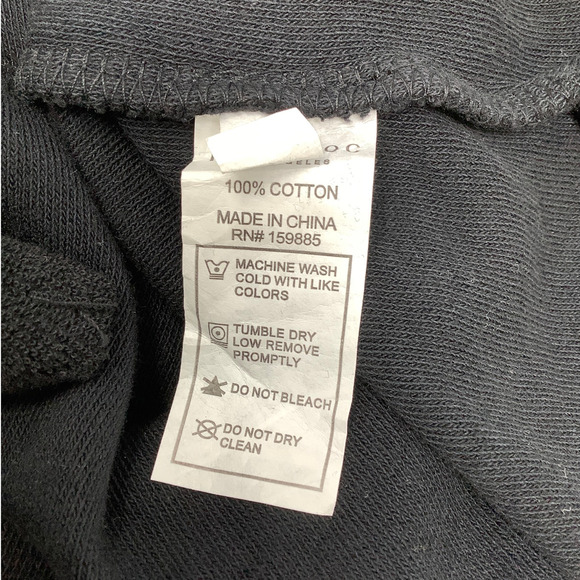 O C
GELES
100% COTTON
MADE IN CHINA
RN# 159885
MACHINE WASH
COLD WITH LIKE
COLORS
TUMBLE DRY
LOW REMOVE
PROMPTLY
DO NOT BLEACH
DO NOT DRY
CLEAN